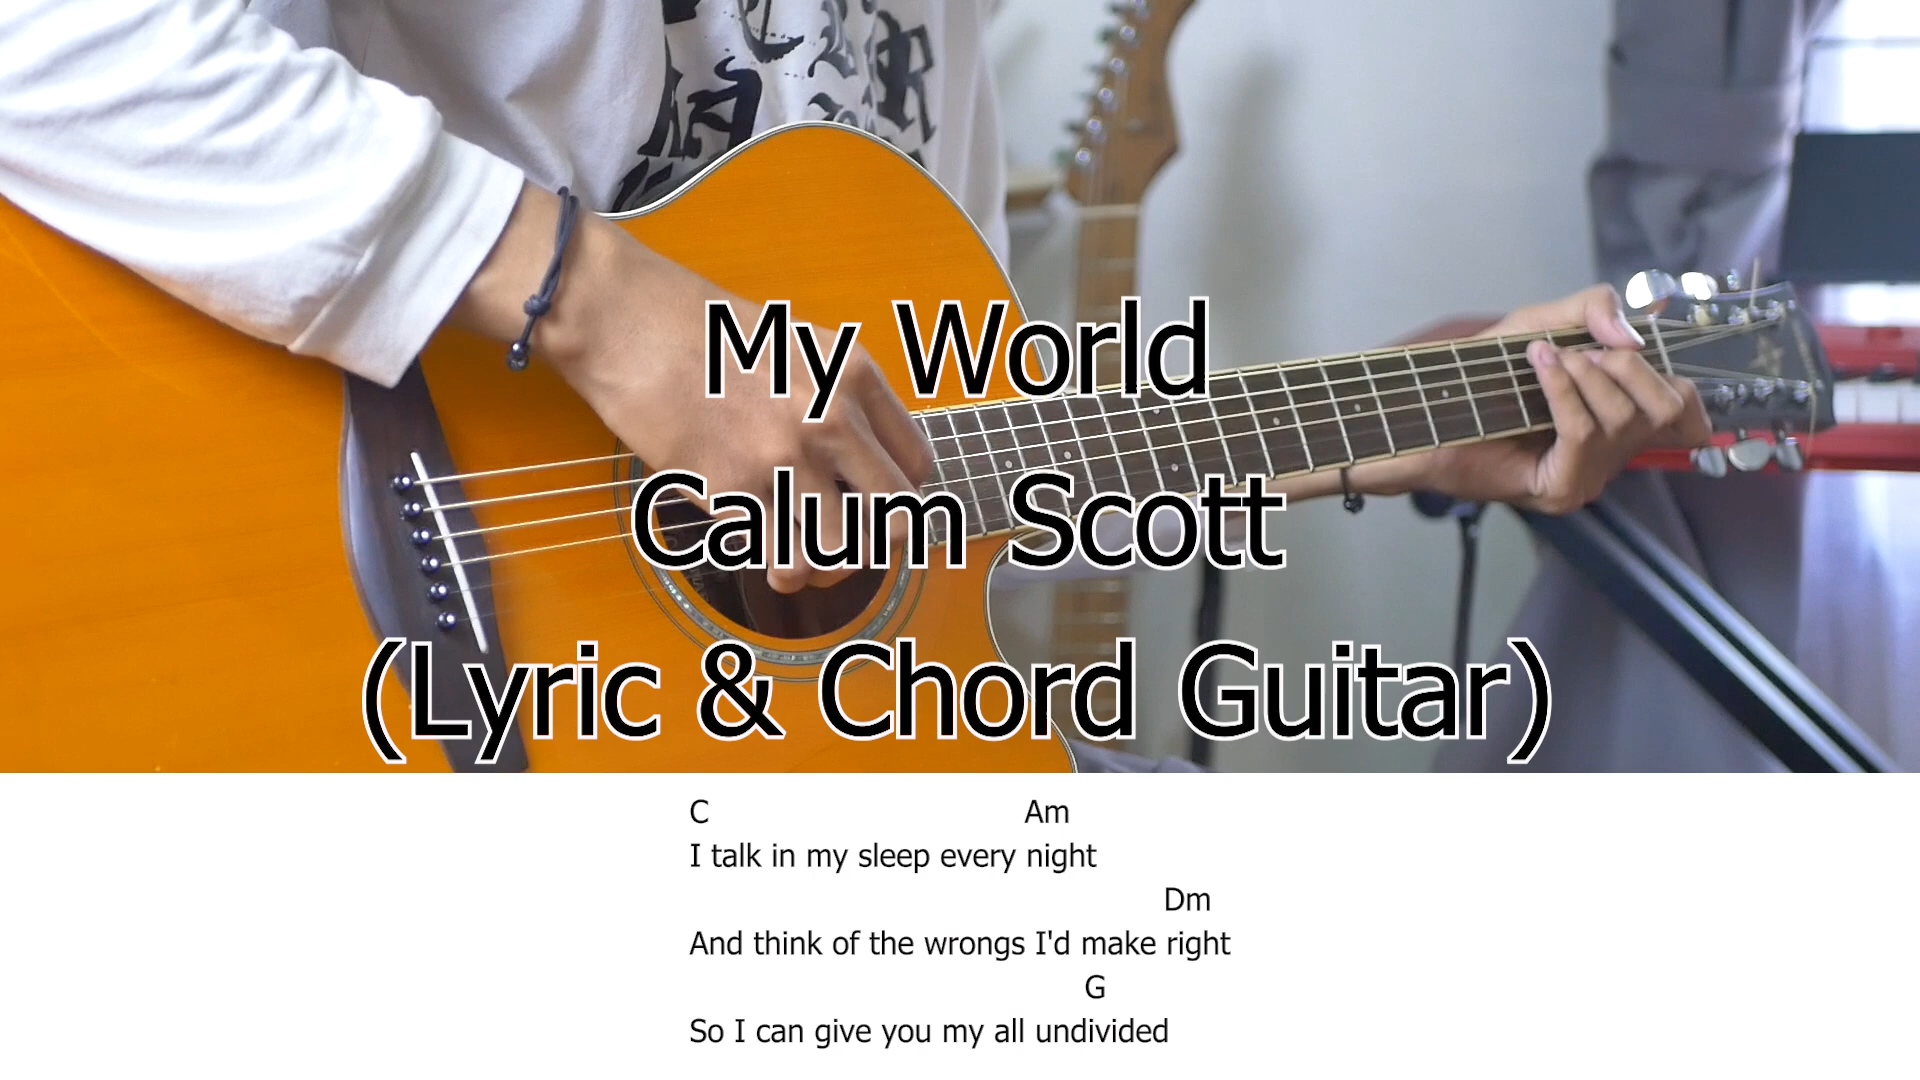 My World
Calum Scott
(Lyric & Chord Guitar)
C Am
I talk in my sleep every night
Dm
And think of the wrongs I'd make right
G
So I can give you my all undivided